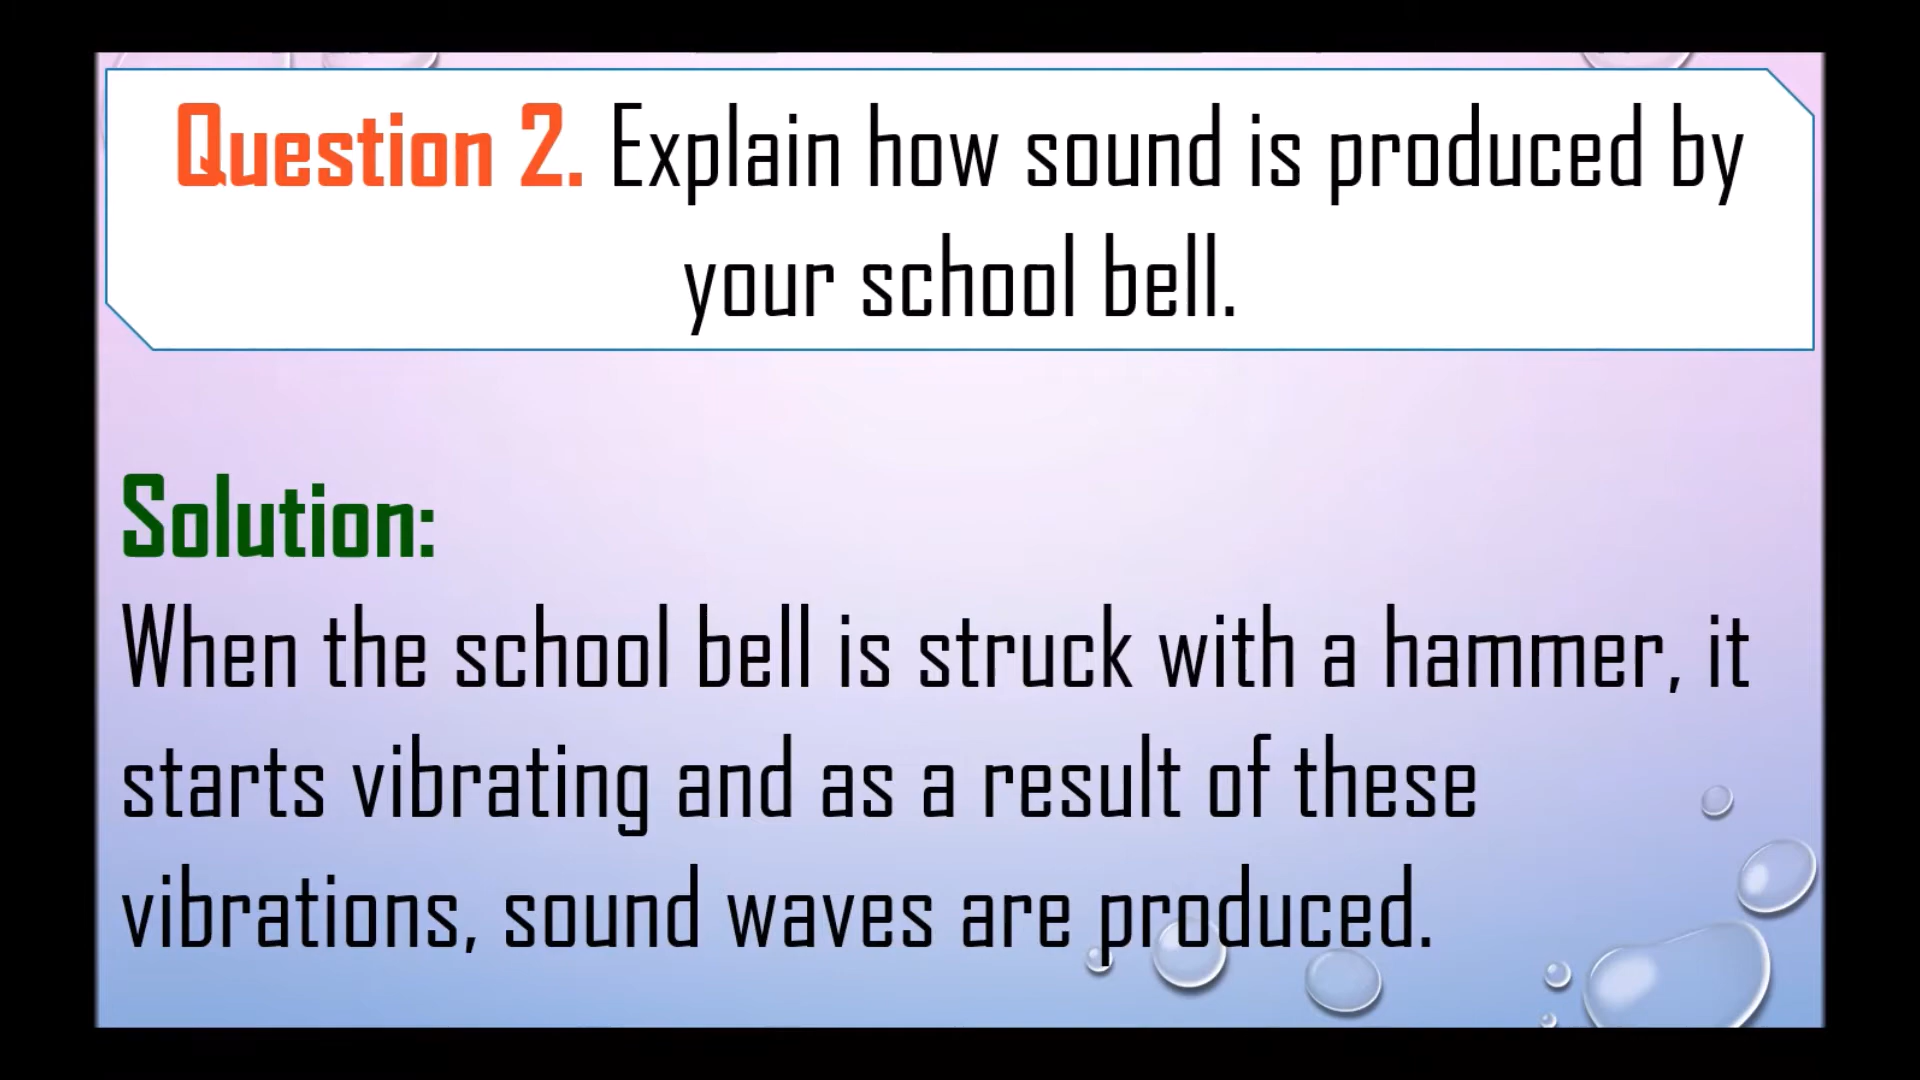 Question 2. Explain how sound is produced by
your school bell.
Solution:
When the school bell is struck with a hammer, it
starts vibrating and as a result of these
vibrations, sound waves are produced.